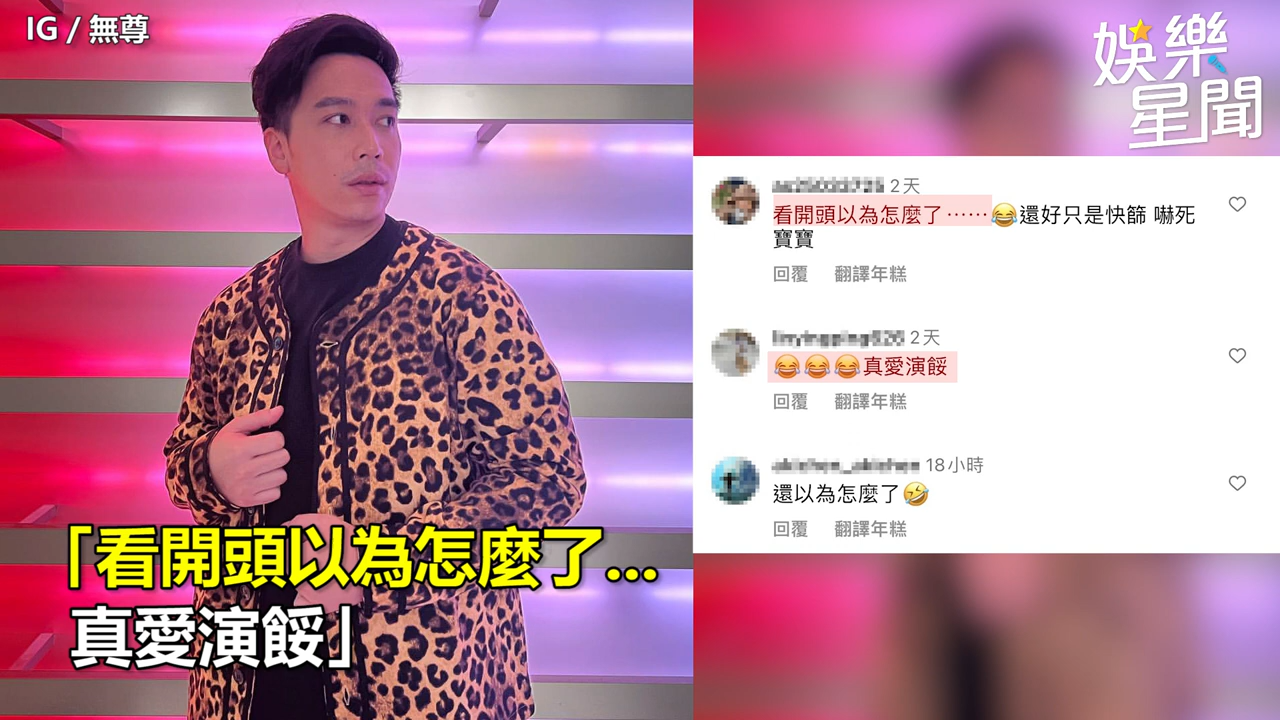 IG / 無尊
「看開頭以為怎麼了...
真愛演餒」
娛樂
星聞
2天
看開頭以為怎麼了……😂還好只是快篩 嚇死
寶寶
回覆 翻譯年糕
2天
😂😂😂真愛演餒
回覆 翻譯年糕
18小時
還以為怎麼了🤣
回覆 翻譯年糕